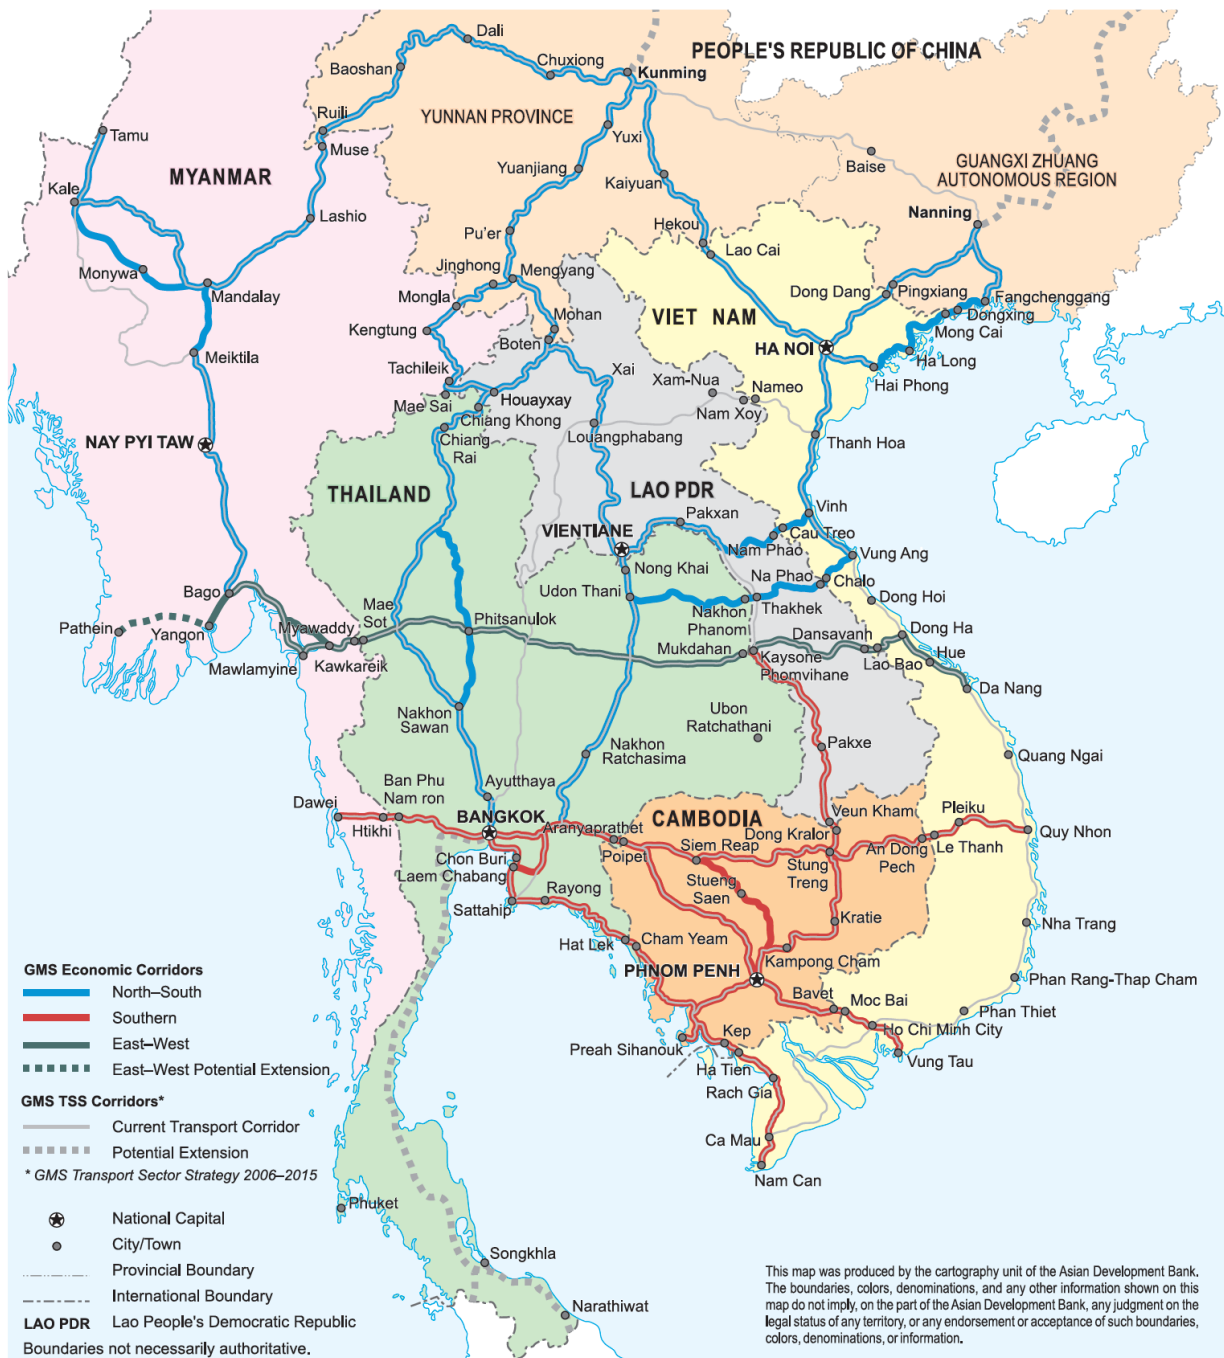 Dali
Chuxiong
PEOPLE'S REPUBLIC OF CHINA
Baoshan
Kunming
Ruili
YUNNAN PROVINCE
Tamu
Muse
Yuxi
Baise
GUANGXI ZHUANG
AUTONOMOUS REGION
MYANMAR
Yuanjiang
Kaiyuan
Kale
Lashio
Nanning
Hekou
Pu'er
Lao Cai
Monywa
Jinghong
Mengyang
Mandalay
Dong Dang
Pingxiang
Mongla
Fangchenggang
Dongxing
Mohan
VIET NAM
Mong Cai
Kengtung
Boten
HA NOI
Meiktila
Ha Long
Tachileik
Xai
Hai Phong
Xam-Nua
Nameo
Mae Sai
Houayxay
Nam Xoy
Chiang Khong
NAY PYI TAW
Chiang
Rai
Louangphabang
Thanh Hoa
THAILAND
LAO PDR
Pakxan
Vinh
VIENTIANE
Cau Treo
Nam Phao
Vung Ang
Nong Khai
Na Phao
Chalo
Bago
Udon Thani
Mae
Sot
Nakhon
Phanom
Thakhek
Dong Hoi
Pathein
Yangon
Myawaddy
Phitsanulok
Dansavanh
Dong Ha
Mawlamyine
Kawkareik
Mukdahan
Kaysone
Phomvihane
Lao Bao
Hue
Da Nang
Nakhon
Sawan
Ubon
Ratchathani
Nakhon
Ratchasima
Pakxe
Quang Ngai
Ban Phu
Nam ron
Ayutthaya
Dawei
Htikhi
BANGKOK
Aranyaprathet
CAMBODIA
Veun Kham
Pleiku
Dong Kralor
Quy Nhon
Poipet
Siem Reap
An Dong
Pech
Le Thanh
Chon Buri
Laem Chabang
Stung
Treng
Stueng
Saen
Sattahip
Rayong
Kratie
Nha Trang
Hat Lek
Cham Yeam
Kampong Cham
PHNOM PENH
Phan Rang-Thap Cham
Bavet
Moc Bai
Phan Thiet
Ho Chi Minh City
Preah Sihanouk
Kep
Ha Tien
Vung Tau
Rach Gia
Ca Mau
Nam Can
Phuket
Songkhla
Narathiwat
GMS Economic Corridors
North–South
Southern
East–West
East–West Potential Extension
GMS TSS Corridors*
Current Transport Corridor
Potential Extension
* GMS Transport Sector Strategy 2006–2015
National Capital
City/Town
Provincial Boundary
International Boundary
LAO PDR Lao People's Democratic Republic
Boundaries not necessarily authoritative.
This map was produced by the cartography unit of the Asian Development Bank.
The boundaries, colors, denominations, and any other information shown on this
map do not imply, on the part of the Asian Development Bank, any judgment on the
legal status of any territory, or any endorsement or acceptance of such boundaries,
colors, denominations, or information.